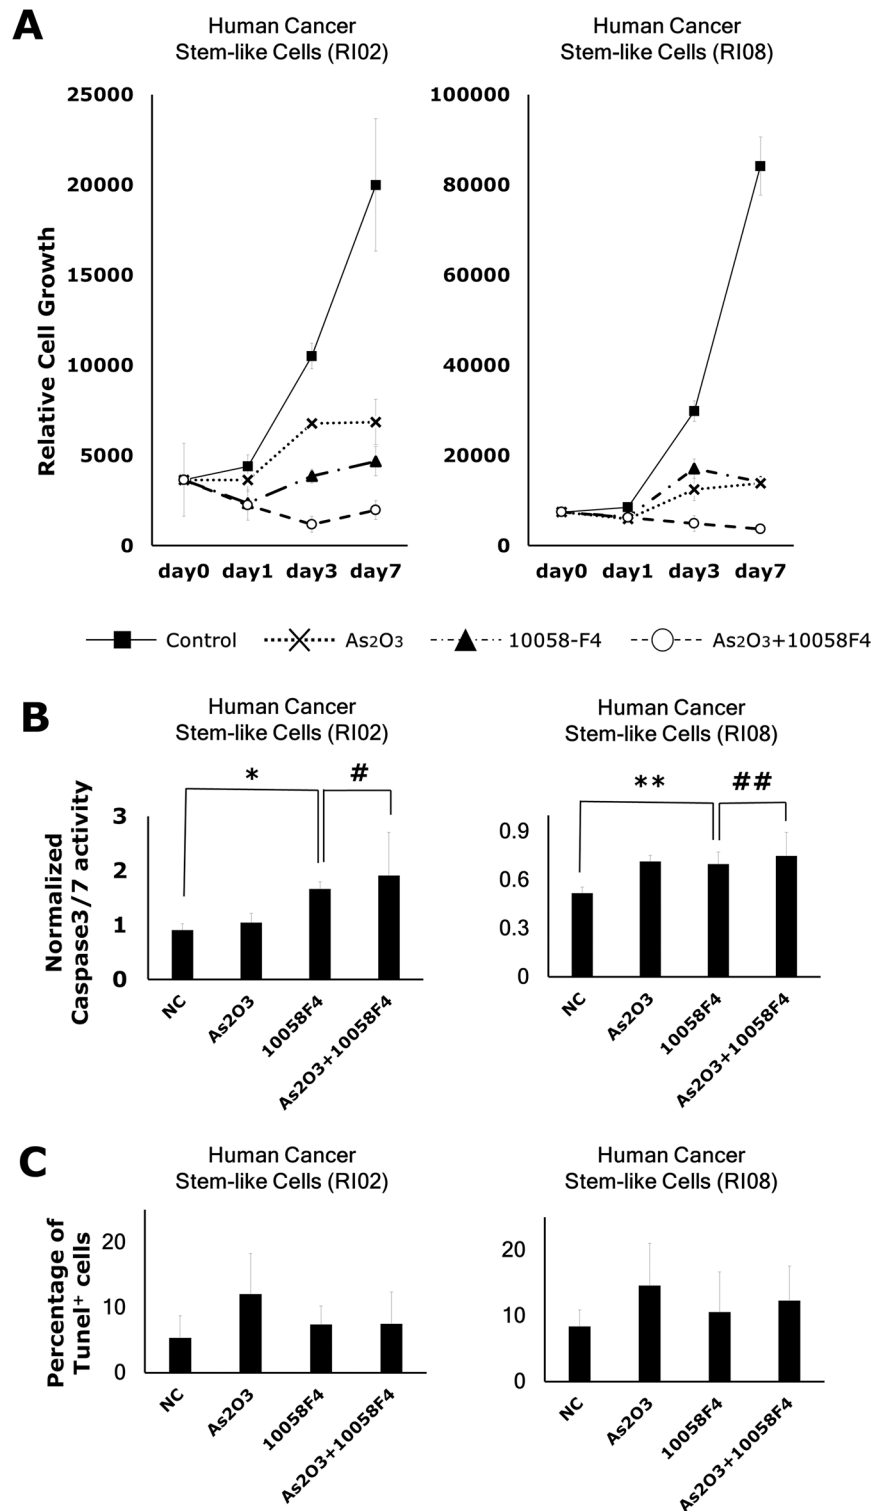 A
Human Cancer
Stem-like Cells (RI02)
Human Cancer
Stem-like Cells (RI08)
Relative Cell Growth
25000
20000
15000
10000
5000
0
day0 day1 day3 day7
100000
80000
60000
40000
20000
0
day0 day1 day3 day7
Control
As2O3
10058-F4
As2O3+10058F4
B
Human Cancer
Stem-like Cells (RI02)
Human Cancer
Stem-like Cells (RI08)
Normalized
Caspase3/7 activity
* #
3
2
1
0
NC
As2O3
10058F4
As2O3+10058F4
** ##
0.9
0.6
0.3
0
NC
As2O3
10058F4
As2O3+10058F4
C
Human Cancer
Stem-like Cells (RI02)
Human Cancer
Stem-like Cells (RI08)
Percentage of
Tunel+ cells
20
10
0
NC
As2O3
10058F4
As2O3+10058F4
20
10
0
NC
As2O3
10058F4
As2O3+10058F4